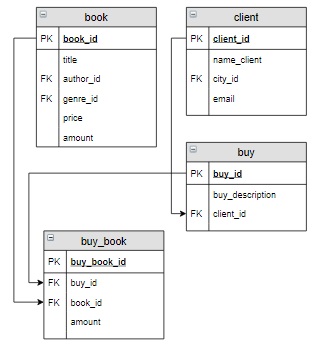 book
PK book_id
title
FK author_id
FK genre_id
price
amount
client
PK client_id
name_client
FK city_id
email
buy
PK buy_id
buy_description
FK client_id
buy_book
PK buy_book_id
FK buy_id
FK book_id
amount